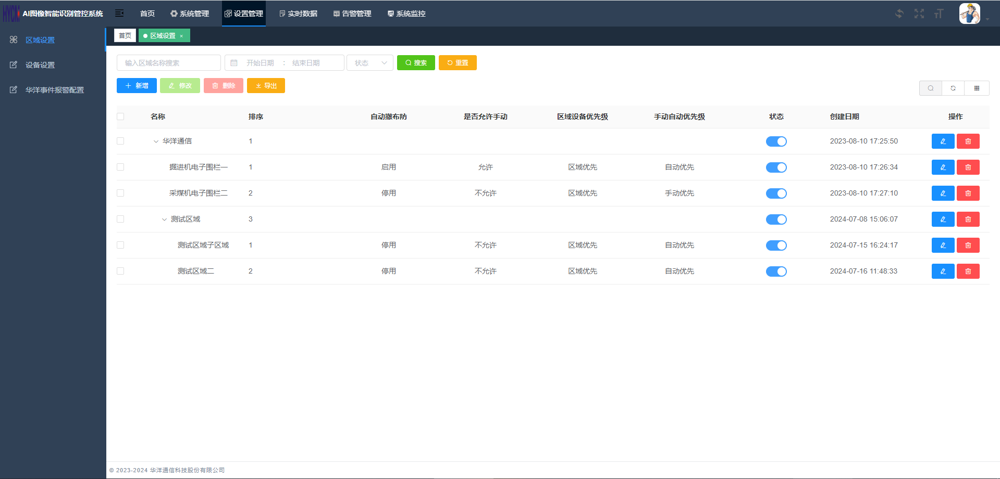 HYCM AI图像智能识别管控系统 首页 系统管理 设置管理 实时数据 告警管理 系统监控
区域设置
设备设置
华洋事件报警配置
首页 区域设置 ×
输入区域名称搜索 开始日期 : 结束日期 状态 搜索 重置
新增 修改 删除 导出
名称 排序 自动撤布防 是否允许手动 区域设备优先级 手动自动优先级 状态 创建日期 操作
华洋通信 1 2023-08-10 17:25:50
掘进机电子围栏一 1 启用 允许 区域优先 自动优先 2023-08-10 17:26:34
采煤机电子围栏二 2 停用 不允许 区域优先 手动优先 2023-08-10 17:27:10
测试区域 3 2024-07-08 15:06:07
测试区域子区域 1 停用 不允许 区域优先 自动优先 2024-07-15 16:24:17
测试区域二 2 停用 不允许 区域优先 自动优先 2024-07-16 11:48:33
© 2023-2024 华洋通信科技股份有限公司